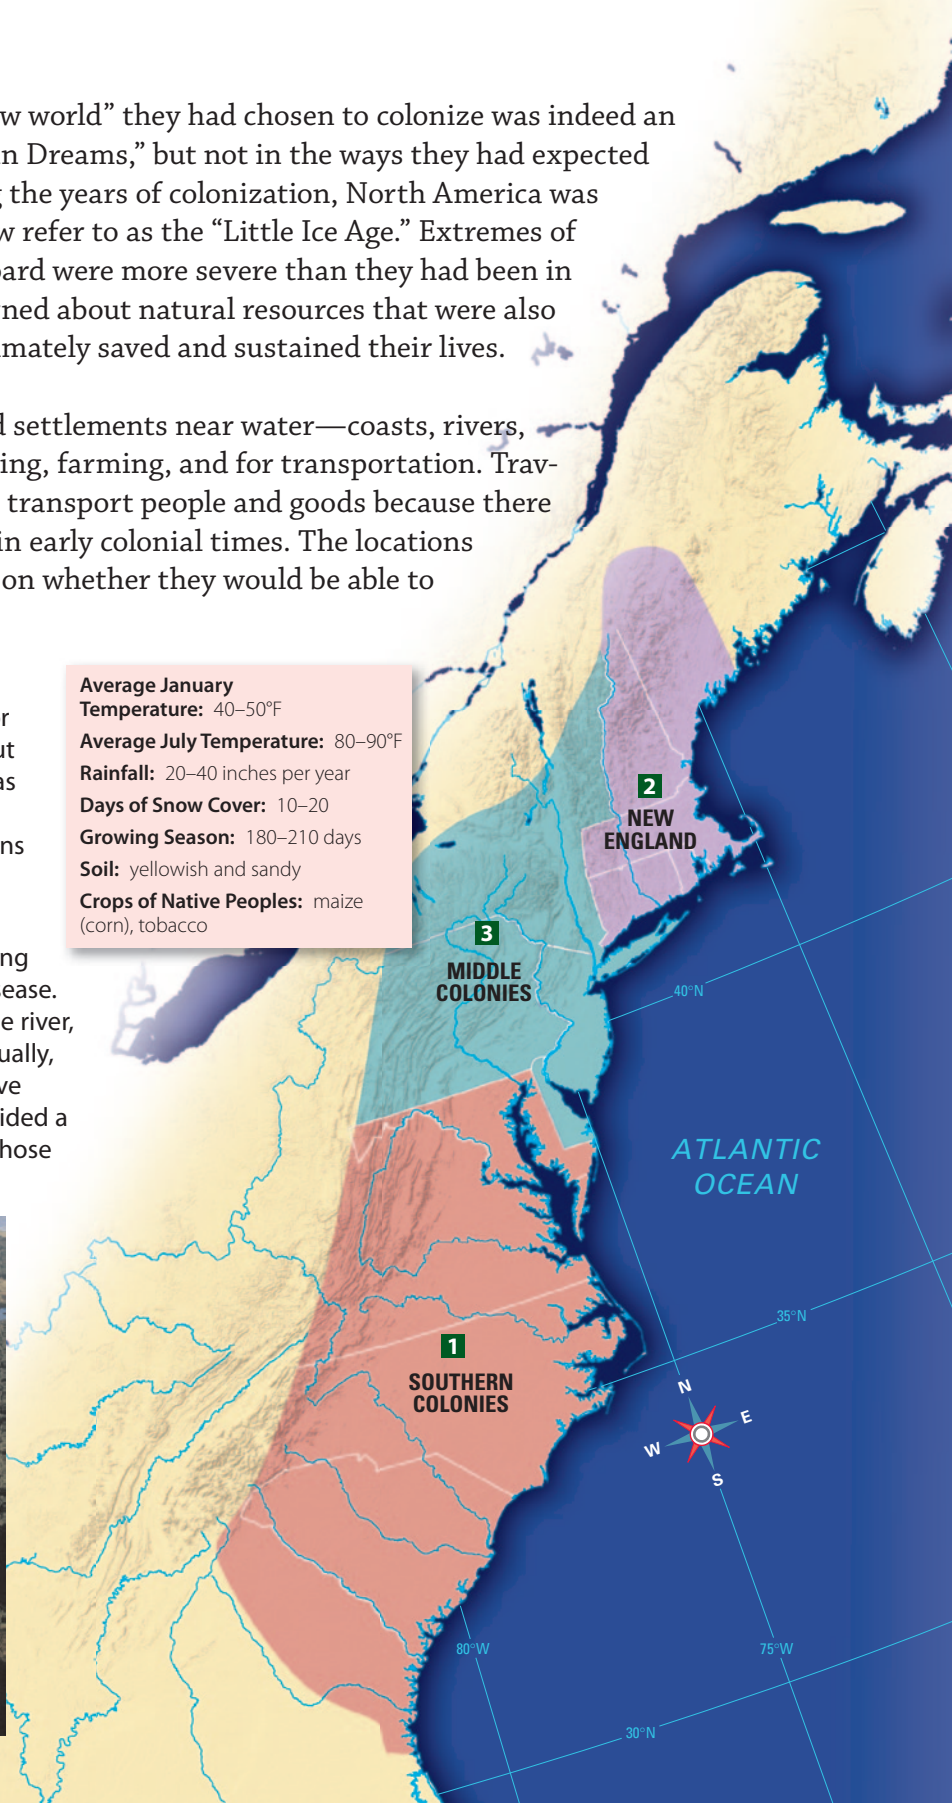 w world” they had chosen to colonize was indeed an
in Dreams,” but not in the ways they had expected
g the years of colonization, North America was
w refer to as the “Little Ice Age.” Extremes of
oard were more severe than they had been in
ned about natural resources that were also
imately saved and sustained their lives.
d settlements near water—coasts, rivers,
ing, farming, and for transportation. Trav-
transport people and goods because there
in early colonial times. The locations
on whether they would be able to
r
ut
as
ns
ng
ease.
e river,
ually,
ve
ided a
hose
Average January
Temperature: 40–50°F
Average July Temperature: 80–90°F
Rainfall: 20–40 inches per year
Days of Snow Cover: 10–20
Growing Season: 180–210 days
Soil: yellowish and sandy
Crops of Native Peoples: maize
(corn), tobacco
2
NEW
ENGLAND
3
MIDDLE
COLONIES
40°N
ATLANTIC
OCEAN
35°N
1
SOUTHERN
COLONIES
N
E
W
S
80°W
75°W
30°N